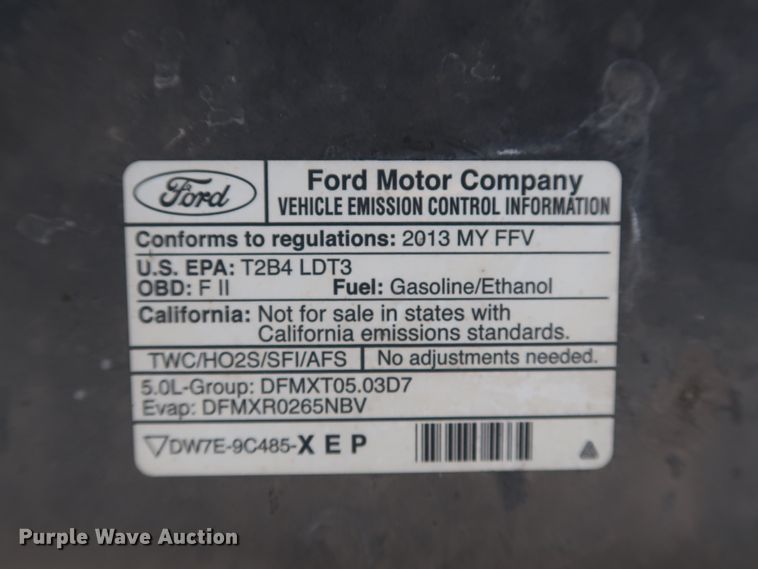 Ford
Ford Motor Company
VEHICLE EMISSION CONTROL INFORMATION
Conforms to regulations: 2013 MY FFV
U.S. EPA: T2B4 LDT3
OBD: F II Fuel: Gasoline/Ethanol
California: Not for sale in states with
California emissions standards.
TWC/HO2S/SFI/AFS No adjustments needed.
5.0L-Group: DFMXT05.03D7
Evap: DFMXR0265NBV
DW7E-9C485-XEP
Purple Wave Auction